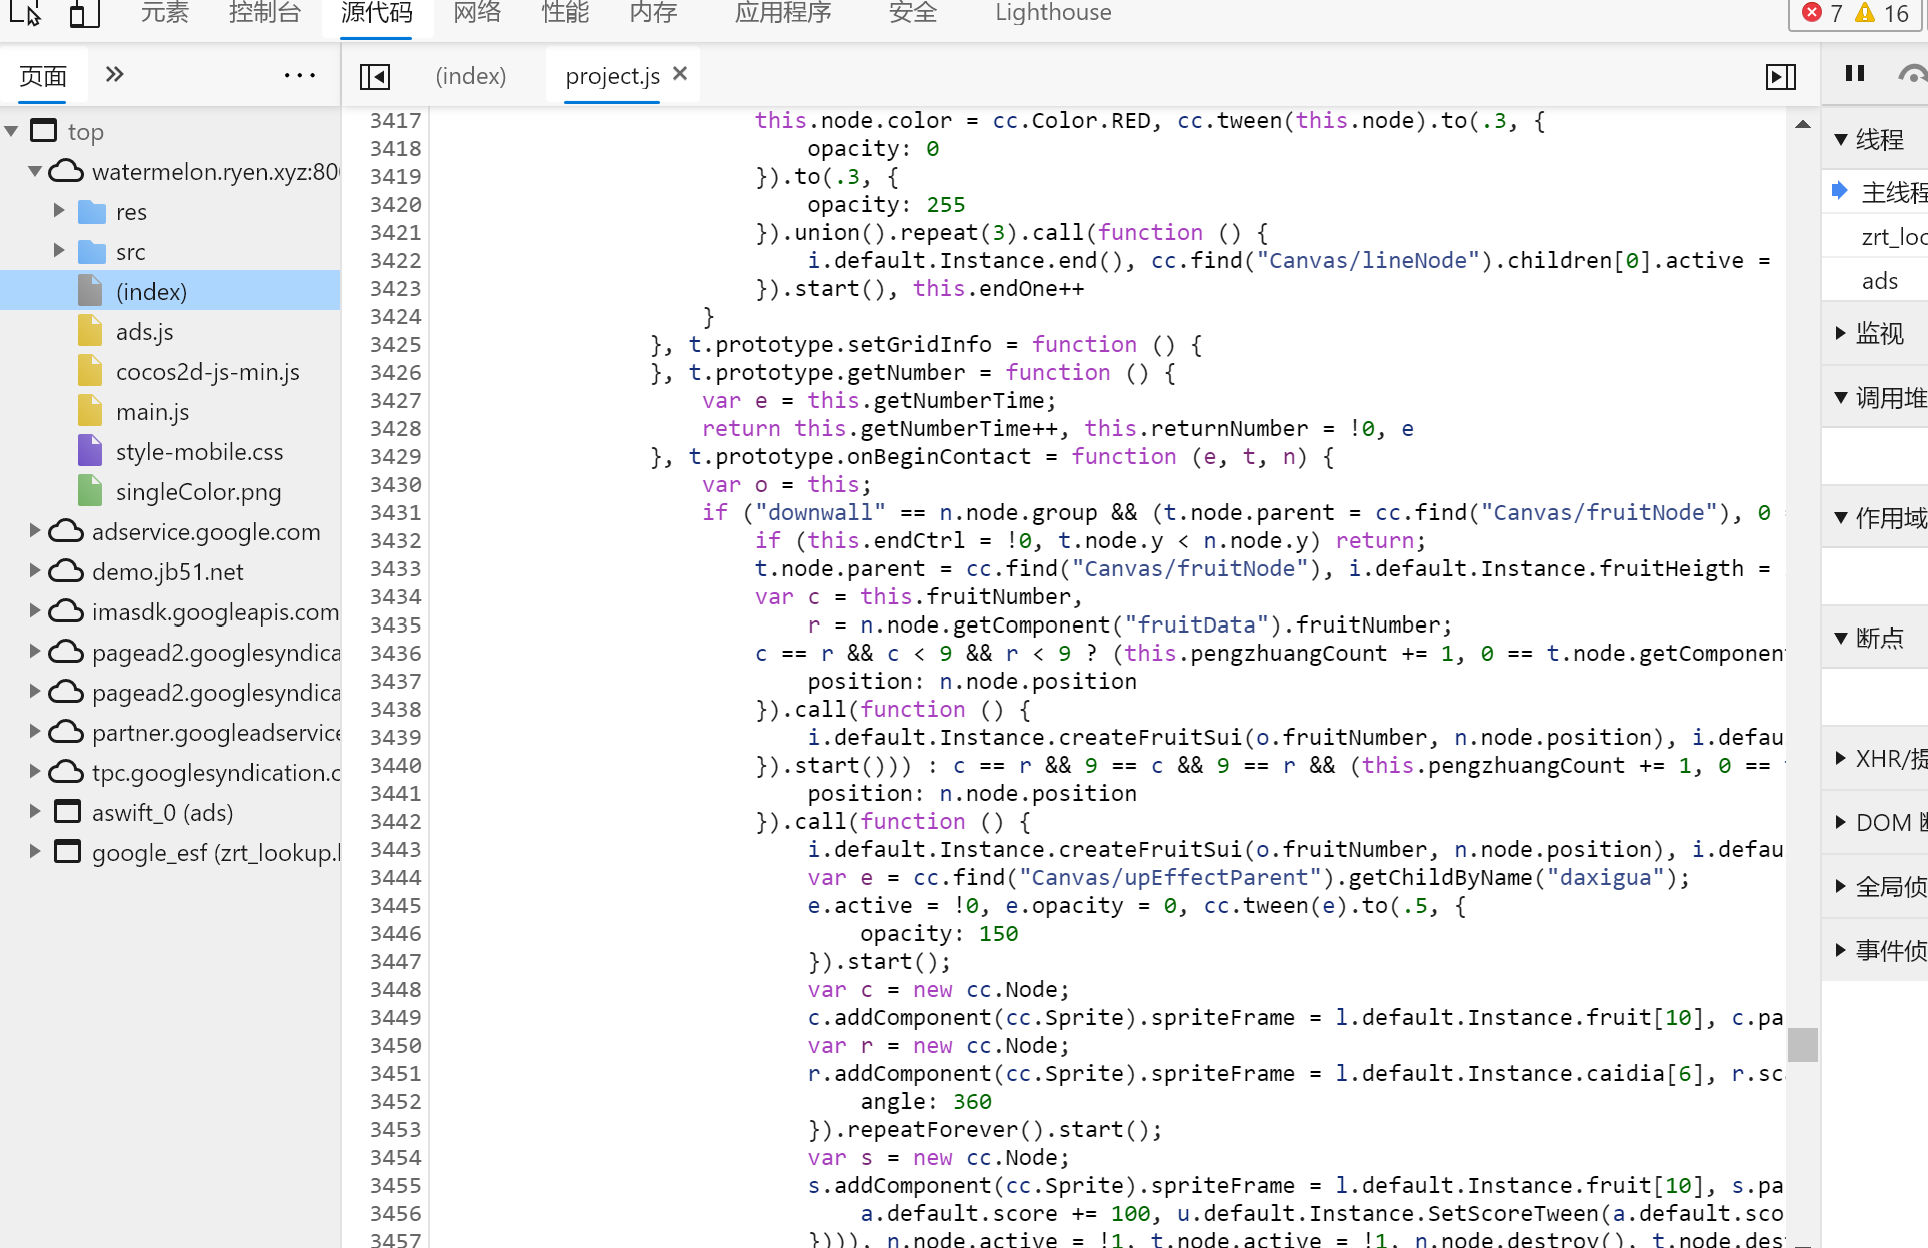 元素 控制台 源代码 网络 性能 内存 应用程序 安全 Lighthouse 7 16
页面 (index) project.js
top
watermelon.ryen.xyz:80
res
src
(index)
ads.js
cocos2d-js-min.js
main.js
style-mobile.css
singleColor.png
adservice.google.com
demo.jb51.net
imasdk.googleapis.com
pagead2.googlesyndica
pagead2.googlesyndica
partner.googleadservice
tpc.googlesyndication.c
aswift_0 (ads)
google_esf (zrt_lookup.
3417 this.node.color = cc.Color.RED, cc.tween(this.node).to(.3, {
3418 opacity: 0
3419 }).to(.3, {
3420 opacity: 255
3421 }).union().repeat(3).call(function () {
3422 i.default.Instance.end(), cc.find("Canvas/lineNode").children[0].active =
3423 }).start(), this.endOne++
3424 }
3425 }, t.prototype.setGridInfo = function () {
3426 }, t.prototype.getNumber = function () {
3427 var e = this.getNumberTime;
3428 return this.getNumberTime++, this.returnNumber = !0, e
3429 }, t.prototype.onBeginContact = function (e, t, n) {
3430 var o = this;
3431 if ("downwall" == n.node.group && (t.node.parent = cc.find("Canvas/fruitNode"), 0
3432 if (this.endCtrl = !0, t.node.y < n.node.y) return;
3433 t.node.parent = cc.find("Canvas/fruitNode"), i.default.Instance.fruitHeigth =
3434 var c = this.fruitNumber,
3435 r = n.node.getComponent("fruitData").fruitNumber;
3436 c == r && c < 9 && r < 9 ? (this.pengzhuangCount += 1, 0 == t.node.getComponen
3437 position: n.node.position
3438 }).call(function () {
3439 i.default.Instance.createFruitSui(o.fruitNumber, n.node.position), i.defau
3440 }).start())) : c == r && 9 == c && 9 == r && (this.pengzhuangCount += 1, 0 ==
3441 position: n.node.position
3442 }).call(function () {
3443 i.default.Instance.createFruitSui(o.fruitNumber, n.node.position), i.defau
3444 var e = cc.find("Canvas/upEffectParent").getChildByName("daxigua");
3445 e.active = !0, e.opacity = 0, cc.tween(e).to(.5, {
3446 opacity: 150
3447 }).start();
3448 var c = new cc.Node;
3449 c.addComponent(cc.Sprite).spriteFrame = l.default.Instance.fruit[10], c.pa
3450 var r = new cc.Node;
3451 r.addComponent(cc.Sprite).spriteFrame = l.default.Instance.caidia[6], r.sc
3452 angle: 360
3453 }).repeatForever().start();
3454 var s = new cc.Node;
3455 s.addComponent(cc.Sprite).spriteFrame = l.default.Instance.fruit[10], s.pa
3456 a.default.score += 100, u.default.Instance.SetScoreTween(a.default.sco
3457 }))), n.node.active = !1, t.node.active = !1, n.node.destroy(), t.node.des
线程
主线程
zrt_loo
ads
监视
调用堆
作用域
断点
XHR/提
DOM 断
全局侦
事件侦